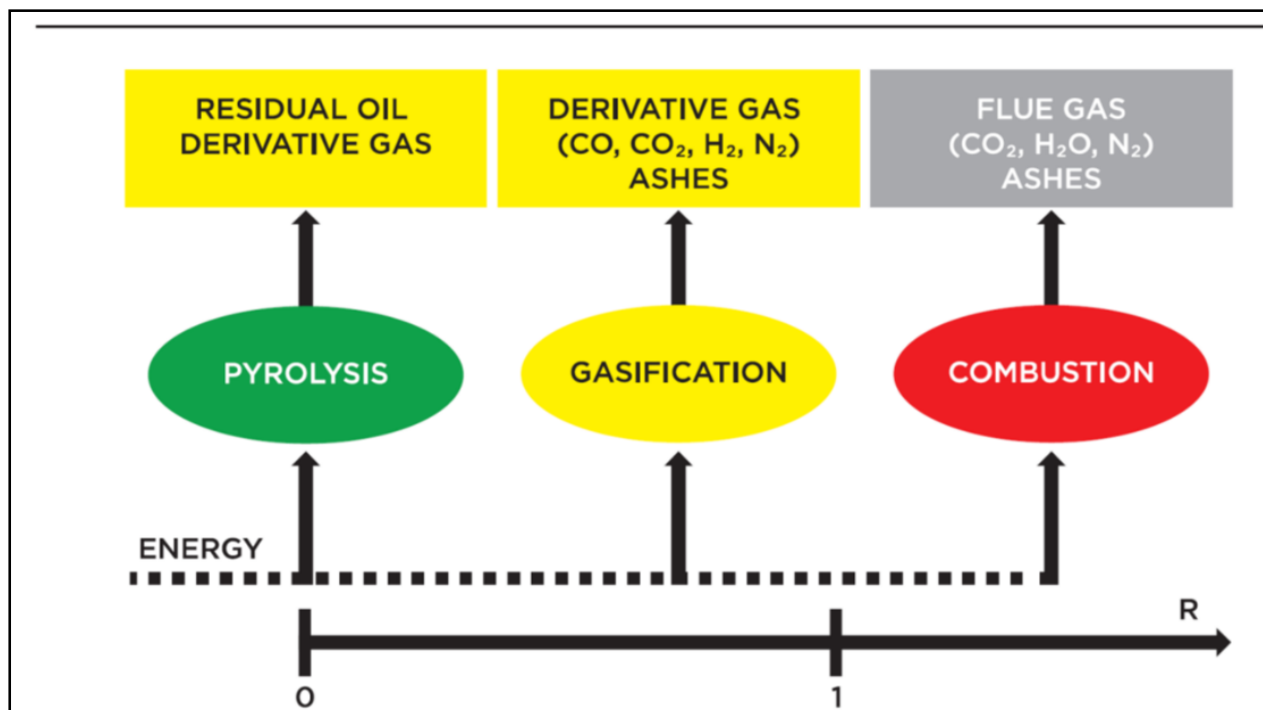 RESIDUAL OIL
DERIVATIVE GAS
DERIVATIVE GAS
(CO, CO₂, H₂, N₂)
ASHES
FLUE GAS
(CO₂, H₂O, N₂)
ASHES
PYROLYSIS
GASIFICATION
COMBUSTION
ENERGY
R
0
1